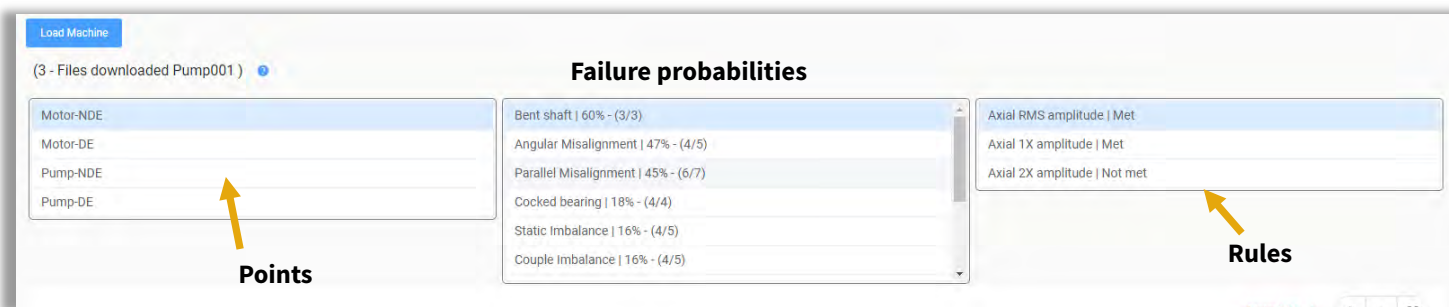 Load Machine
(3 - Files downloaded Pump001 )
Failure probabilities
Motor-NDE
Motor-DE
Pump-NDE
Pump-DE
Points
Bent shaft | 60% - (3/3)
Angular Misalignment | 47% - (4/5)
Parallel Misalignment | 45% - (6/7)
Cocked bearing | 18% - (4/4)
Static Imbalance | 16% - (4/5)
Couple Imbalance | 16% - (4/5)
Axial RMS amplitude | Met
Axial 1X amplitude | Met
Axial 2X amplitude | Not met
Rules